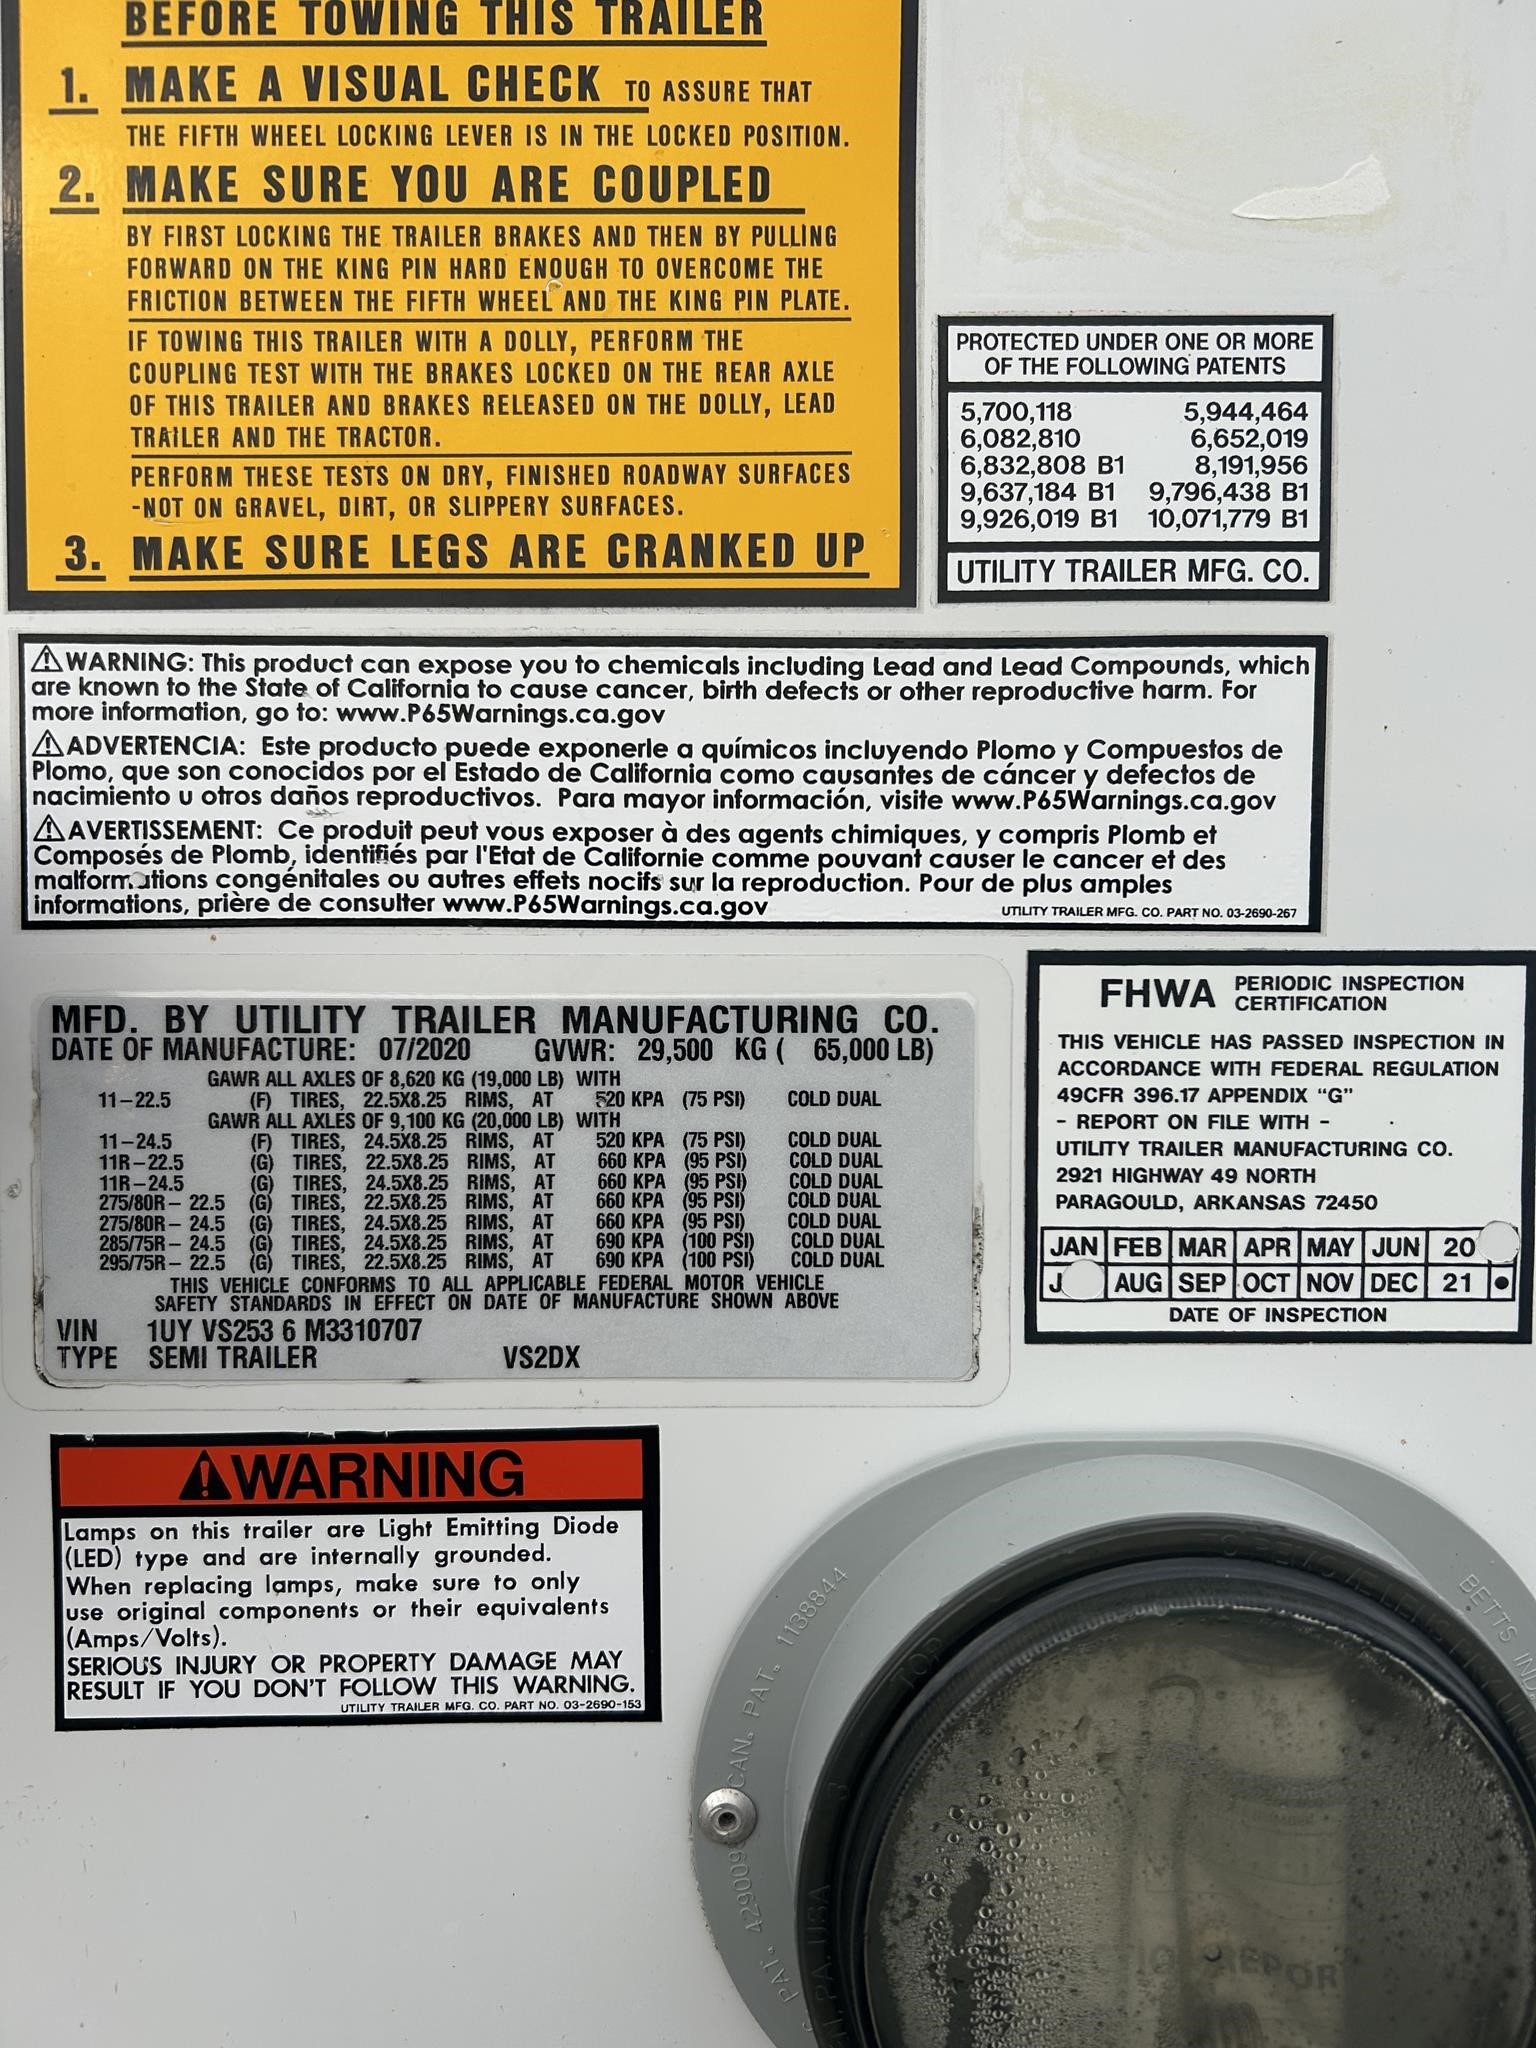 BEFORE TOWING THIS TRAILER
1. MAKE A VISUAL CHECK TO ASSURE THAT
THE FIFTH WHEEL LOCKING LEVER IS IN THE LOCKED POSITION.
2. MAKE SURE YOU ARE COUPLED
BY FIRST LOCKING THE TRAILER BRAKES AND THEN BY PULLING
FORWARD ON THE KING PIN HARD ENOUGH TO OVERCOME THE
FRICTION BETWEEN THE FIFTH WHEEL AND THE KING PIN PLATE.
IF TOWING THIS TRAILER WITH A DOLLY, PERFORM THE
COUPLING TEST WITH THE BRAKES LOCKED ON THE REAR AXLE
OF THIS TRAILER AND BRAKES RELEASED ON THE DOLLY, LEAD
TRAILER AND THE TRACTOR.
PERFORM THESE TESTS ON DRY, FINISHED ROADWAY SURFACES
-NOT ON GRAVEL, DIRT, OR SLIPPERY SURFACES.
3. MAKE SURE LEGS ARE CRANKED UP
PROTECTED UNDER ONE OR MORE
OF THE FOLLOWING PATENTS
5,700,118 5,944,464
6,082,810 6,652,019
6,832,808 B1 8,191,956
9,637,184 B1 9,796,438 B1
9,926,019 B1 10,071,779 B1
UTILITY TRAILER MFG. CO.
⚠WARNING: This product can expose you to chemicals including Lead and Lead Compounds, which
are known to the State of California to cause cancer, birth defects or other reproductive harm. For
more information, go to: www.P65Warnings.ca.gov
⚠ADVERTENCIA: Este producto puede exponerle a químicos incluyendo Plomo y Compuestos de
Plomo, que son conocidos por el Estado de California como causantes de cáncer y defectos de
nacimiento u otros daños reproductivos. Para mayor información, visite www.P65Warnings.ca.gov
⚠AVERTISSEMENT: Ce produit peut vous exposer à des agents chimiques, y compris Plomb et
Composés de Plomb, identifiés par l'Etat de Californie comme pouvant causer le cancer et des
malformations congénitales ou autres effets nocifs sur la reproduction. Pour de plus amples
informations, prière de consulter www.P65Warnings.ca.gov
UTILITY TRAILER MFG. CO. PART NO. 03-2690-267
MFD. BY UTILITY TRAILER MANUFACTURING CO.
DATE OF MANUFACTURE: 07/2020 GVWR: 29,500 KG ( 65,000 LB)
GAWR ALL AXLES OF 8,620 KG (19,000 LB) WITH
11-22.5 (F) TIRES, 22.5X8.25 RIMS, AT 520 KPA (75 PSI) COLD DUAL
GAWR ALL AXLES OF 9,100 KG (20,000 LB) WITH
11-24.5 (F) TIRES, 24.5X8.25 RIMS, AT 520 KPA (75 PSI) COLD DUAL
11R-22.5 (G) TIRES, 22.5X8.25 RIMS, AT 660 KPA (95 PSI) COLD DUAL
11R-24.5 (G) TIRES, 24.5X8.25 RIMS, AT 660 KPA (95 PSI) COLD DUAL
275/80R-22.5 (G) TIRES, 22.5X8.25 RIMS, AT 660 KPA (95 PSI) COLD DUAL
275/80R-24.5 (G) TIRES, 24.5X8.25 RIMS, AT 660 KPA (95 PSI) COLD DUAL
285/75R-24.5 (G) TIRES, 24.5X8.25 RIMS, AT 690 KPA (100 PSI) COLD DUAL
295/75R-22.5 (G) TIRES, 22.5X8.25 RIMS, AT 690 KPA (100 PSI) COLD DUAL
THIS VEHICLE CONFORMS TO ALL APPLICABLE FEDERAL MOTOR VEHICLE
SAFETY STANDARDS IN EFFECT ON DATE OF MANUFACTURE SHOWN ABOVE
VIN 1UY VS253 6 M3310707
TYPE SEMI TRAILER VS2DX
FHWA PERIODIC INSPECTION
CERTIFICATION
THIS VEHICLE HAS PASSED INSPECTION IN
ACCORDANCE WITH FEDERAL REGULATION
49CFR 396.17 APPENDIX “G”
- REPORT ON FILE WITH -
UTILITY TRAILER MANUFACTURING CO.
2921 HIGHWAY 49 NORTH
PARAGOULD, ARKANSAS 72450
JAN FEB MAR APR MAY JUN 20
J AUG SEP OCT NOV DEC 21 •
DATE OF INSPECTION
⚠WARNING
Lamps on this trailer are Light Emitting Diode
(LED) type and are internally grounded.
When replacing lamps, make sure to only
use original components or their equivalents
(Amps/Volts).
SERIOUS INJURY OR PROPERTY DAMAGE MAY
RESULT IF YOU DON'T FOLLOW THIS WARNING.
UTILITY TRAILER MFG. CO. PART NO. 03-2690-153
CAN. PAT. 1138844
TOP
TO REMOVE LENS
BETTS IND
PAT.
PA. USA